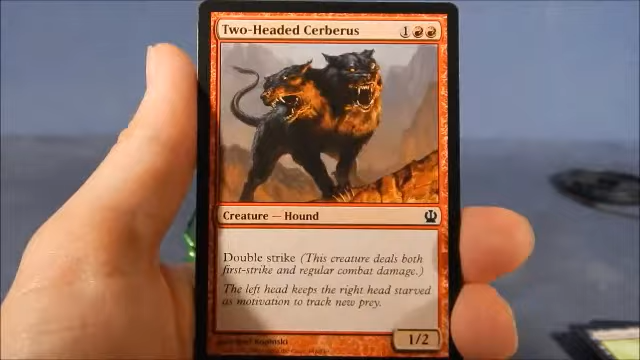 Two-Headed Cerberus 1
Creature — Hound
Double strike (This creature deals both
first-strike and regular combat damage.)
The left head keeps the right head starved
as motivation to track new prey.
1/2